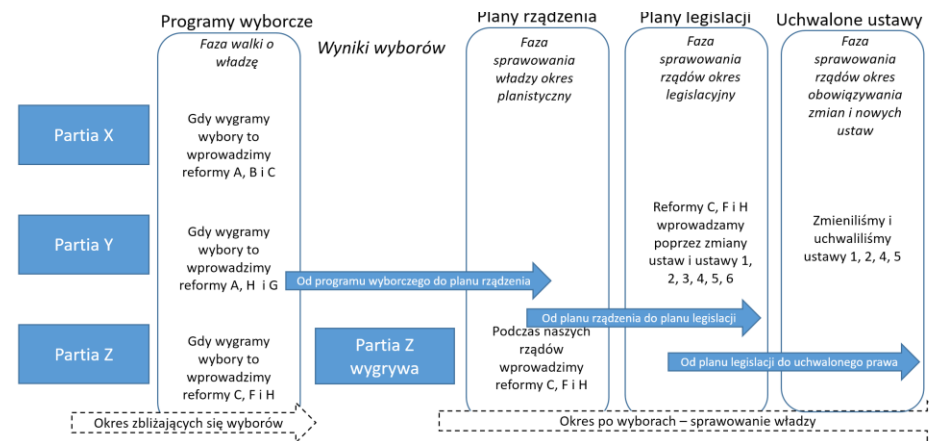 Programy wyborcze
Plany rządzenia
Plany legislacji
Uchwalone ustawy
Faza walki o
władzę
Wyniki wyborów
Faza
sprawowania
władzy okres
planistyczny
Faza
sprawowania
rządów okres
legislacyjny
Faza
sprawowania
rządów okres
obowiązywania
zmian i nowych
ustaw
Partia X
Gdy wygramy
wybory to
wprowadzimy
reformy A, B i C
Partia Y
Gdy wygramy
wybory to
wprowadzimy
reformy A, H i G
Reformy C, F i H
wprowadzamy
poprzez zmiany
ustaw i ustawy 1,
2, 3, 4, 5, 6
Zmieniliśmy i
uchwaliliśmy
ustawy 1, 2, 4, 5
Od programu wyborczego do planu rządzenia
Od planu rządzenia do planu legislacji
Od planu legislacji do uchwalonego prawa
Partia Z
Gdy wygramy
wybory to
wprowadzimy
reformy C, F i H
Partia Z
wygrywa
Podczas naszych
rządów
wprowadzimy
reformy C, F i H
Okres zbliżających się wyborów
Okres po wyborach – sprawowanie władzy